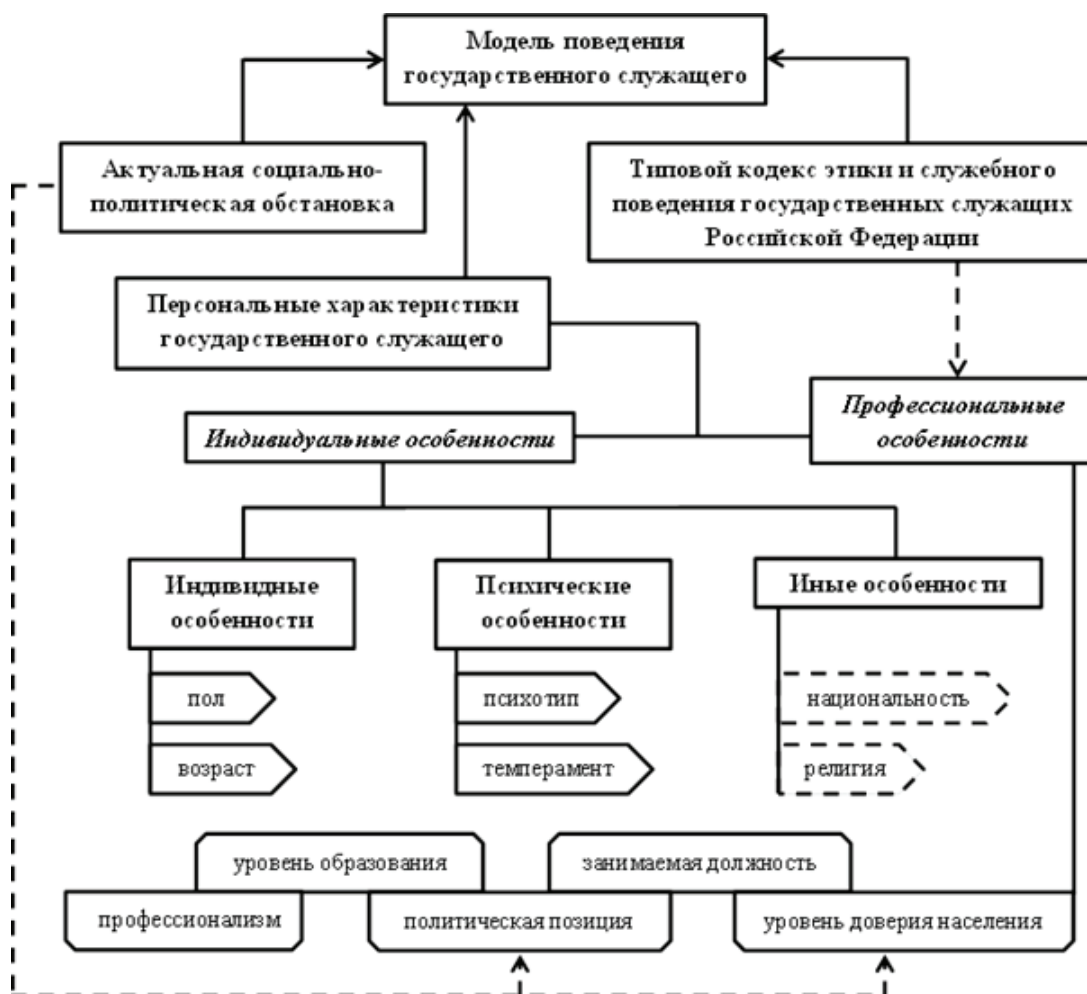 Модель поведения
государственного служащего
Актуальная социально-
политическая обстановка
Типовой кодекс этики и служебного
поведения государственных служащих
Российской Федерации
Персональные характеристики
государственного служащего
Профессиональные
особенности
Индивидуальные особенности
Индивидные
особенности
Психические
особенности
Иные особенности
пол
психотип
национальность
возраст
темперамент
религия
уровень образования
занимаемая должность
профессионализм
политическая позиция
уровень доверия населения